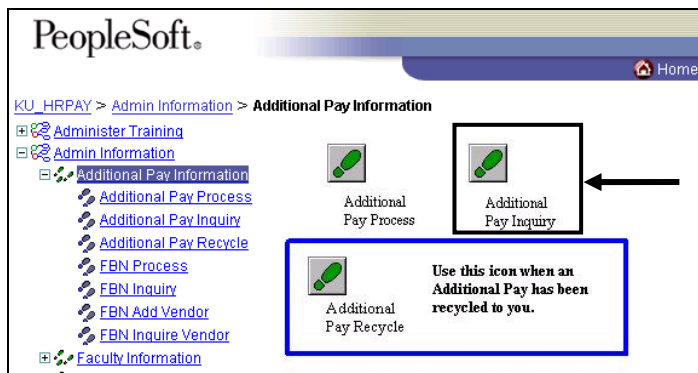 PeopleSoft®
Home
KU_HRPAY > Admin Information > Additional Pay Information
Administer Training
Admin Information
Additional Pay Information
Additional Pay Process
Additional Pay Inquiry
Additional Pay Recycle
FBN Process
FBN Inquiry
FBN Add Vendor
FBN Inquire Vendor
Faculty Information
Additional
Pay Process
Additional
Pay Inquiry
Additional
Pay Recycle
Use this icon when an
Additional Pay has been
recycled to you.